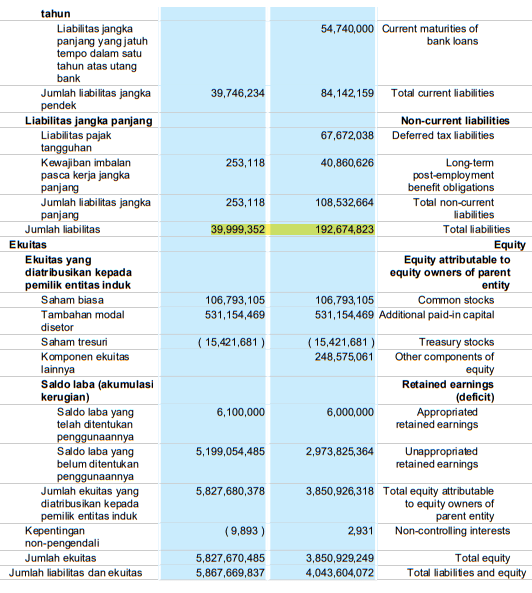 tahun
Liabilitas jangka 54,740,000 Current maturities of
panjang yang jatuh bank loans
tempo dalam satu
tahun atas utang
bank
Jumlah liabilitas jangka 39,746,234 84,142,159 Total current liabilities
pendek
Liabilitas jangka panjang Non-current liabilities
Liabilitas pajak 67,672,038 Deferred tax liabilities
tangguhan
Kewajiban imbalan 253,118 40,860,626 Long-term
pasca kerja jangka post-employment
panjang benefit obligations
Jumlah liabilitas jangka 253,118 108,532,664 Total non-current
panjang liabilities
Jumlah liabilitas 39,999,352 192,674,823 Total liabilities
Ekuitas Equity
Ekuitas yang Equity attributable to
diatribusikan kepada equity owners of parent
pemilik entitas induk entity
Saham biasa 106,793,105 106,793,105 Common stocks
Tambahan modal 531,154,469 531,154,469 Additional paid-in capital
disetor
Saham tresuri ( 15,421,681 ) ( 15,421,681 ) Treasury stocks
Komponen ekuitas 248,575,061 Other components of
lainnya equity
Saldo laba (akumulasi Retained earnings
kerugian) (deficit)
Saldo laba yang 6,100,000 6,000,000 Appropriated
telah ditentukan retained earnings
penggunaannya
Saldo laba yang 5,199,054,485 2,973,825,364 Unappropriated
belum ditentukan retained earnings
penggunaannya
Jumlah ekuitas yang 5,827,680,378 3,850,926,318 Total equity attributable
diatribusikan kepada to equity owners of
pemilik entitas induk parent entity
Kepentingan ( 9,893 ) 2,931 Non-controlling interests
non-pengendali
Jumlah ekuitas 5,827,670,485 3,850,929,249 Total equity
Jumlah liabilitas dan ekuitas 5,867,669,837 4,043,604,072 Total liabilities and equity